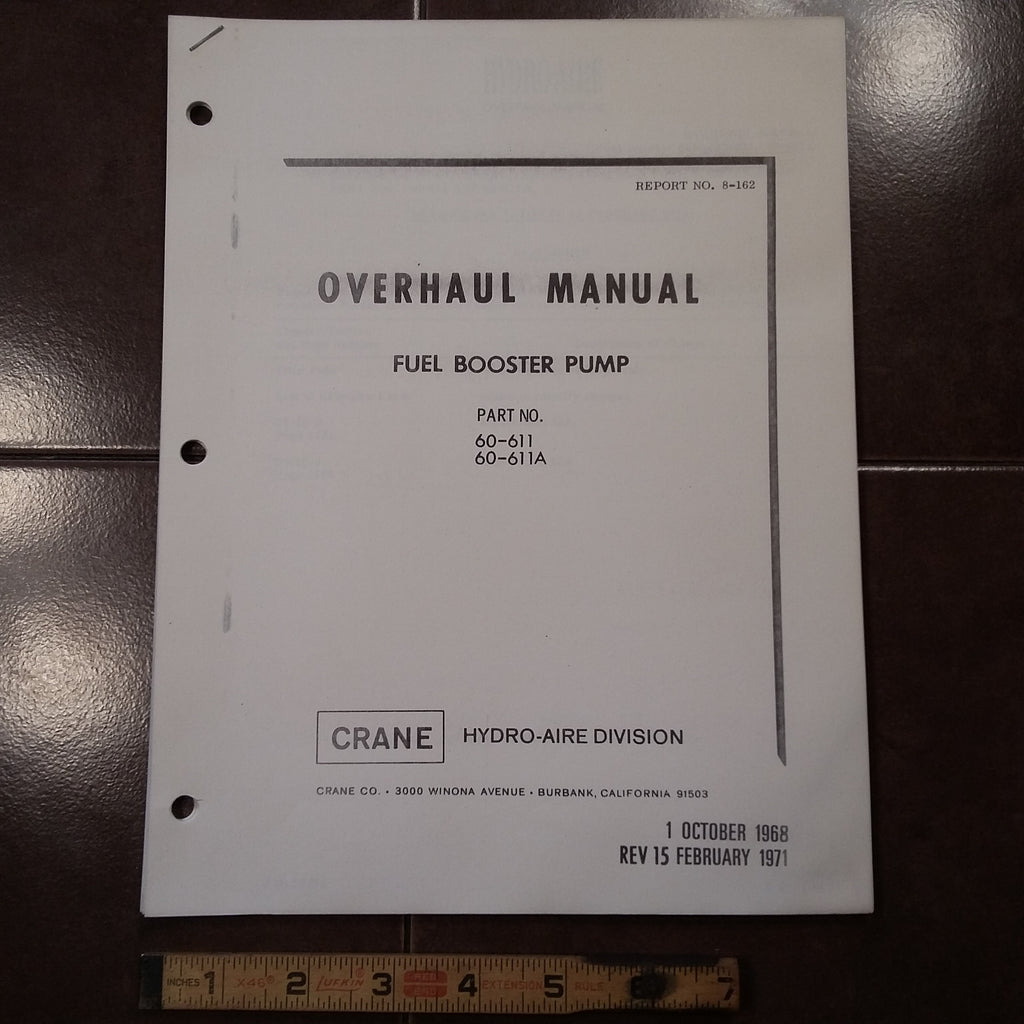 REPORT NO. 8-162
OVERHAUL MANUAL
FUEL BOOSTER PUMP
PART NO.
60-611
60-611A
CRANE HYDRO-AIRE DIVISION
CRANE CO. • 3000 WINONA AVENUE • BURBANK, CALIFORNIA 91503
1 OCTOBER 1968
REV 15 FEBRUARY 1971
INCHES 1 X46 2 LUFKIN 3 4 EXTENSION 5 RULE 6 7